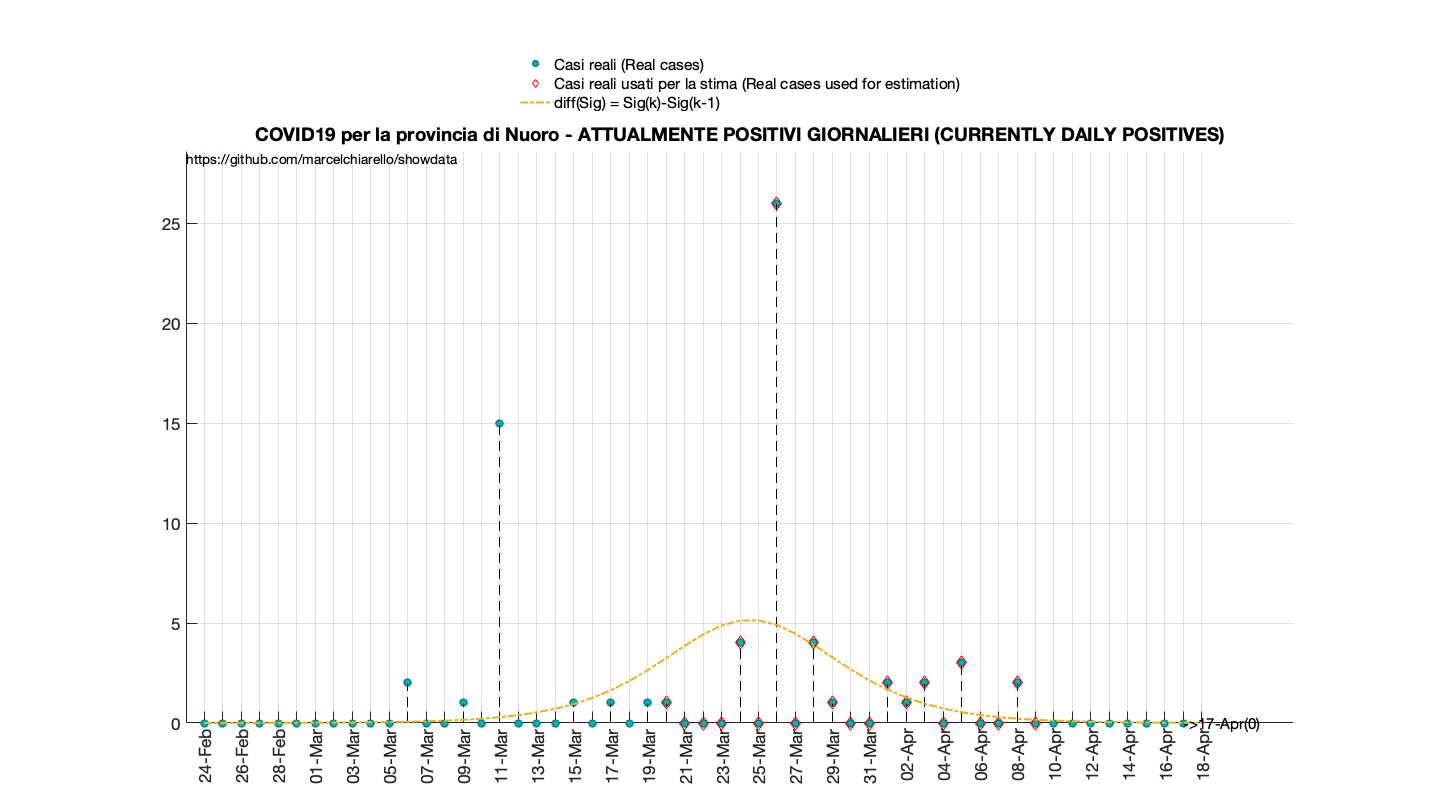 Casi reali (Real cases)
Casi reali usati per la stima (Real cases used for estimation)
diff(Sig) = Sig(k)-Sig(k-1)
COVID19 per la provincia di Nuoro - ATTUALMENTE POSITIVI GIORNALIERI (CURRENTLY DAILY POSITIVES)
https://github.com/marcelchiarello/showdata
25
20
15
10
5
0
->17-Apr(0)
24-Feb
26-Feb
28-Feb
01-Mar
03-Mar
05-Mar
07-Mar
09-Mar
11-Mar
13-Mar
15-Mar
17-Mar
19-Mar
21-Mar
23-Mar
25-Mar
27-Mar
29-Mar
31-Mar
02-Apr
04-Apr
06-Apr
08-Apr
10-Apr
12-Apr
14-Apr
16-Apr
18-Apr